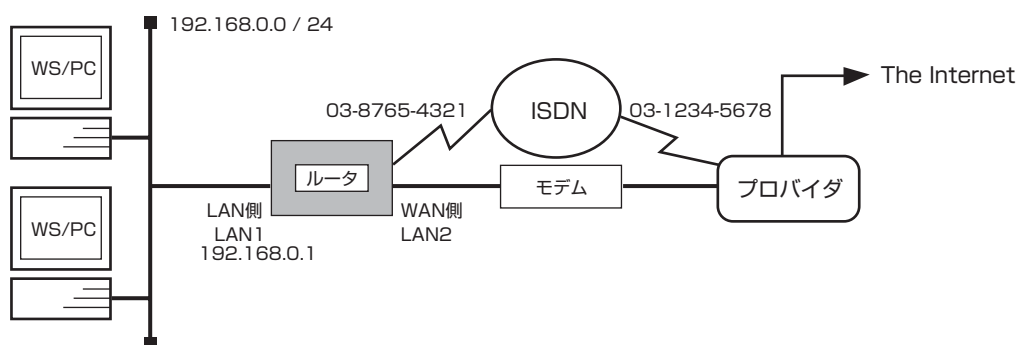 192.168.0.0 / 24
WS/PC
The Internet
03-8765-4321
ISDN
03-1234-5678
ルータ
モデム
プロバイダ
LAN側
LAN1
192.168.0.1
WAN側
LAN2
WS/PC